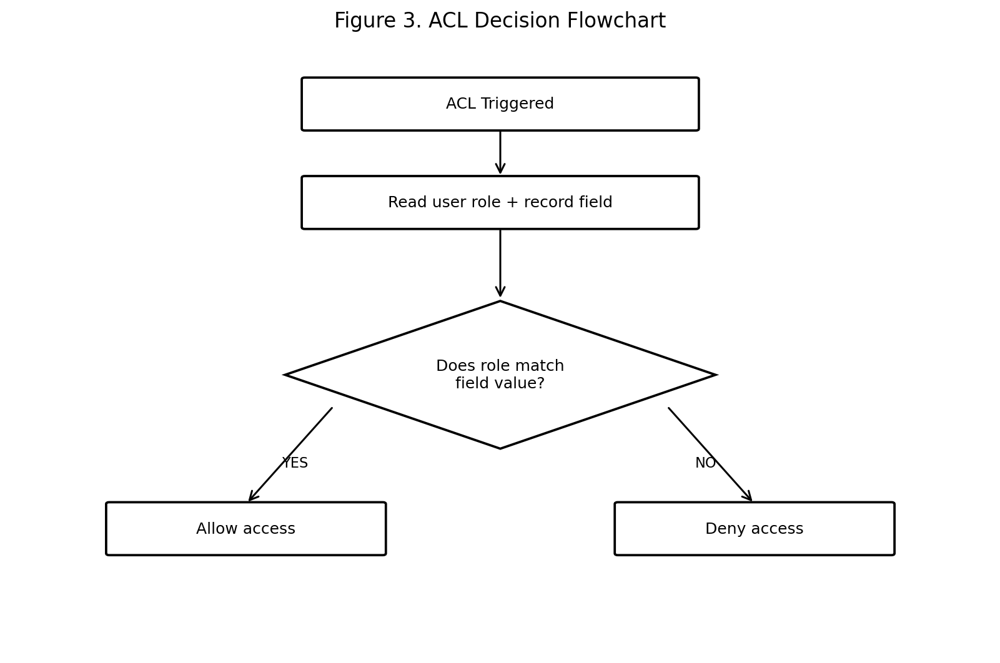 Figure 3. ACL Decision Flowchart
ACL Triggered
Read user role + record field
Does role match
field value?
YES
NO
Allow access
Deny access